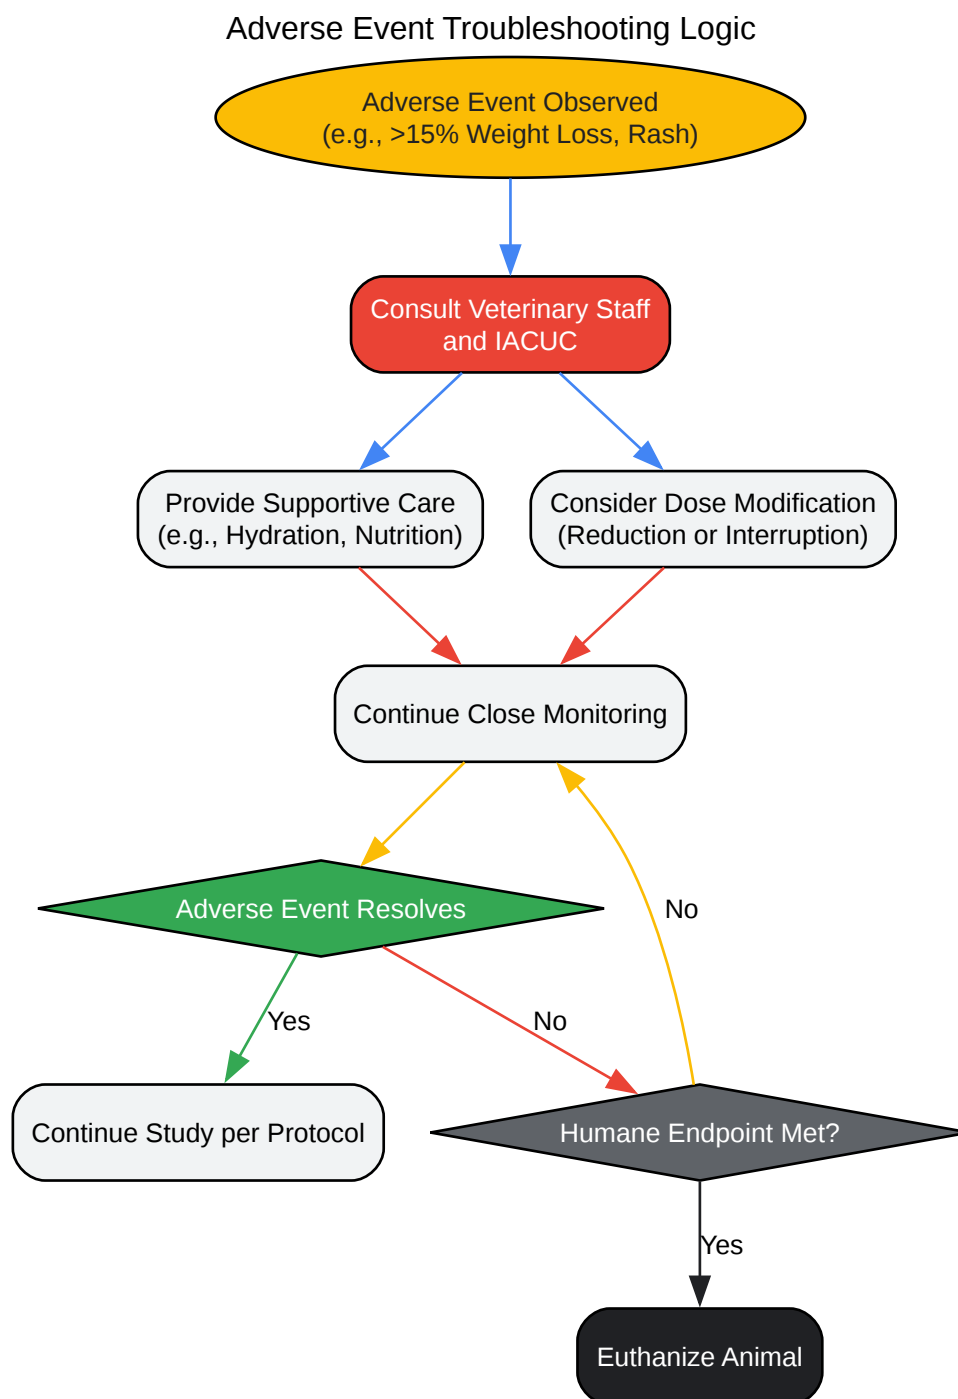 Adverse Event Troubleshooting Logic
Adverse Event Observed
(e.g., >15% Weight Loss, Rash)
Consult Veterinary Staff
and IACUC
Provide Supportive Care
(e.g., Hydration, Nutrition)
Consider Dose Modification
(Reduction or Interruption)
Continue Close Monitoring
Adverse Event Resolves
No
Yes
No
Continue Study per Protocol
Humane Endpoint Met?
Yes
Euthanize Animal